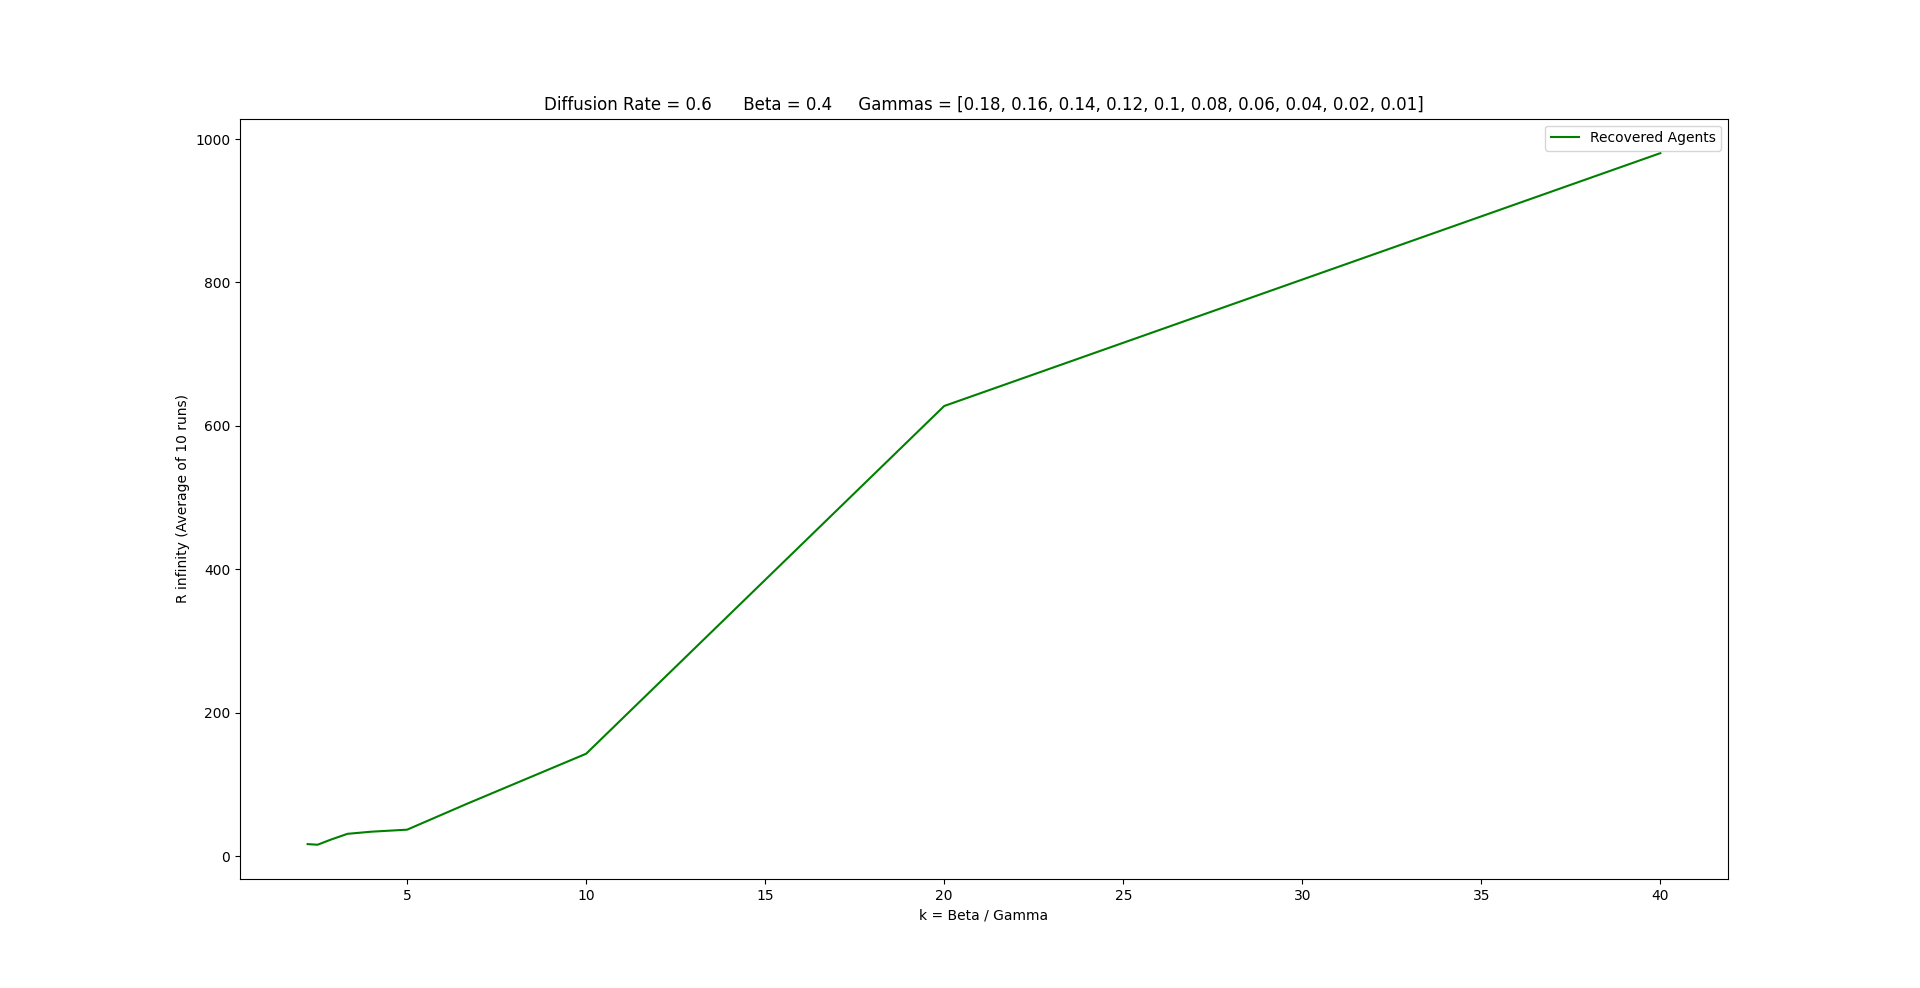 Diffusion Rate = 0.6      Beta = 0.4     Gammas = [0.18, 0.16, 0.14, 0.12, 0.1, 0.08, 0.06, 0.04, 0.02, 0.01]
Recovered Agents
1000
800
600
400
200
0
R infinity (Average of 10 runs)
5 10 15 20 25 30 35 40
k = Beta / Gamma